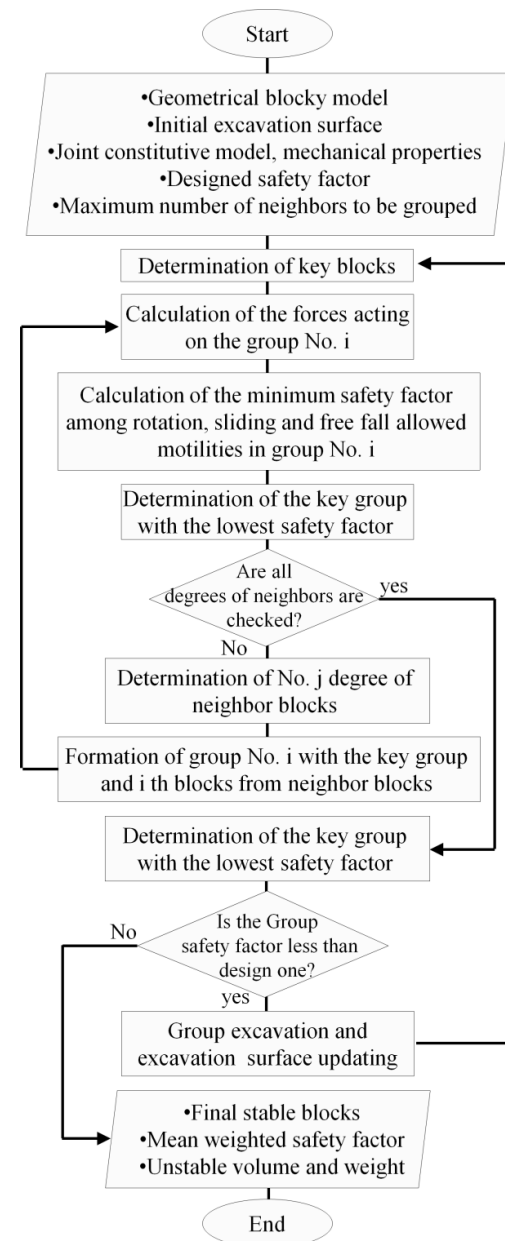 Start
•Geometrical blocky model
•Initial excavation surface
•Joint constitutive model, mechanical properties
•Designed safety factor
•Maximum number of neighbors to be grouped
Determination of key blocks
Calculation of the forces acting
on the group No. i
Calculation of the minimum safety factor
among rotation, sliding and free fall allowed
motilities in group No. i
Determination of the key group
with the lowest safety factor
Are all
degrees of neighbors are
checked?
yes
No
Determination of No. j degree of
neighbor blocks
Formation of group No. i with the key group
and i th blocks from neighbor blocks
Determination of the key group
with the lowest safety factor
Is the Group
safety factor less than
design one?
No
yes
Group excavation and
excavation surface updating
•Final stable blocks
•Mean weighted safety factor
•Unstable volume and weight
End